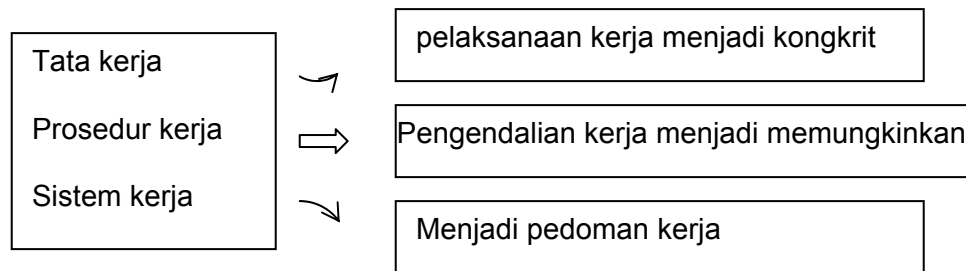 Tata kerja
Prosedur kerja
Sistem kerja
pelaksanaan kerja menjadi kongkrit
Pengendalian kerja menjadi memungkinkan
Menjadi pedoman kerja